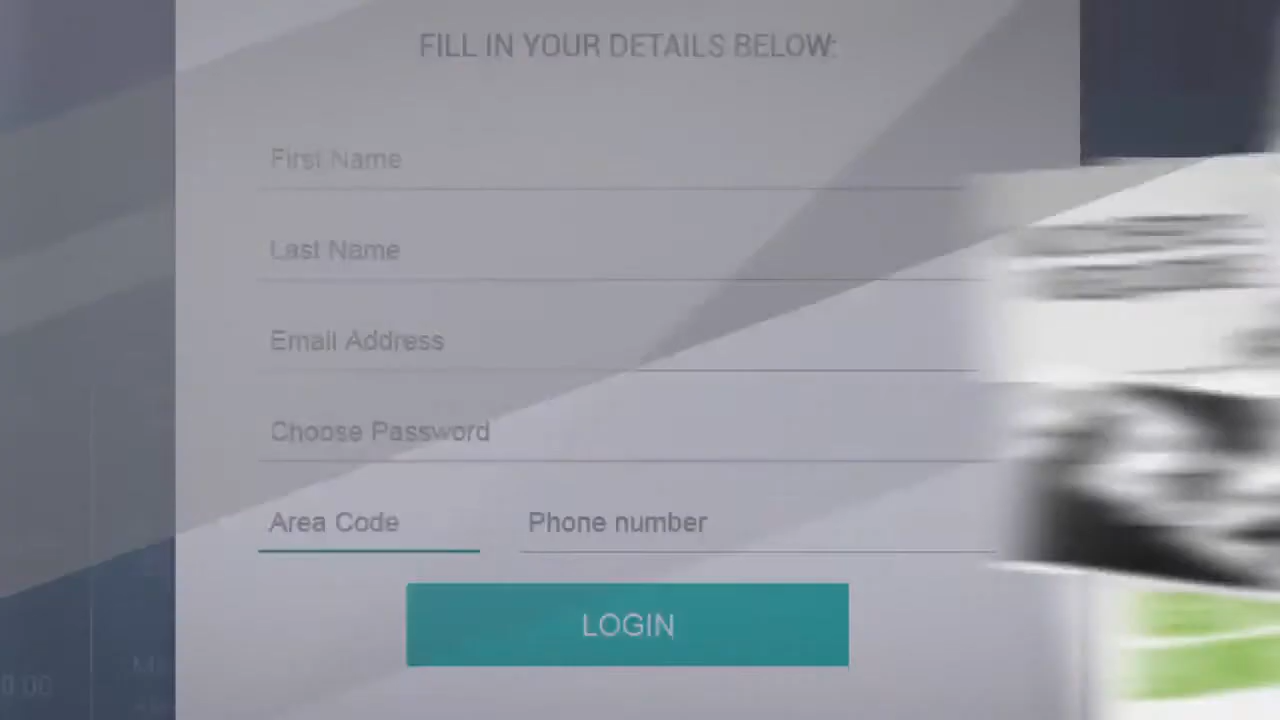 FILL IN YOUR DETAILS BELOW:
First Name
Last Name
Email Address
Choose Password
Area Code Phone number
LOGIN